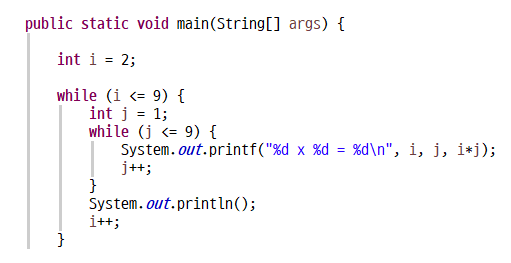 public static void main(String[] args) {
int i = 2;
while (i <= 9) {
int j = 1;
while (j <= 9) {
System.out.printf("%d x %d = %d\n", i, j, i*j);
j++;
}
System.out.println();
i++;
}